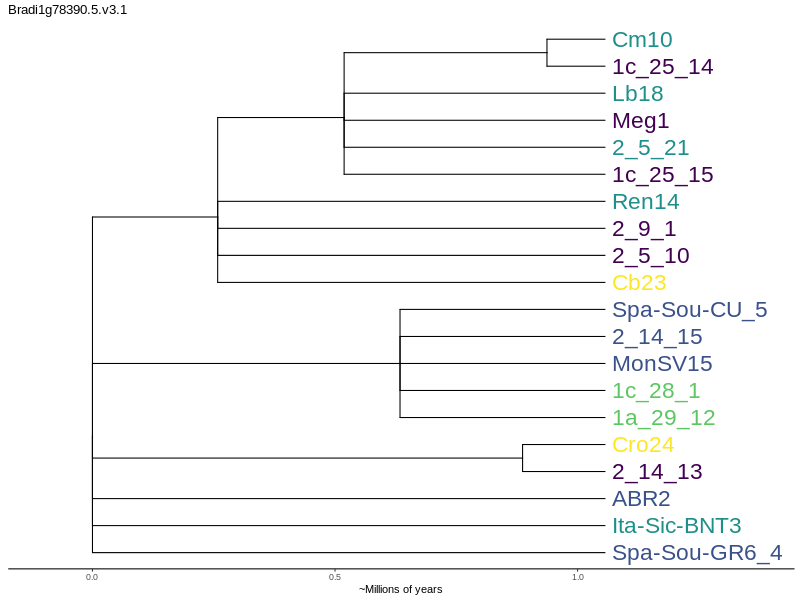 Bradi1g78390.5.v3.1
Cm10
1c_25_14
Lb18
Meg1
2_5_21
1c_25_15
Ren14
2_9_1
2_5_10
Cb23
Spa-Sou-CU_5
2_14_15
MonSV15
1c_28_1
1a_29_12
Cro24
2_14_13
ABR2
Ita-Sic-BNT3
Spa-Sou-GR6_4
0.0 0.5 1.0
~Millions of years